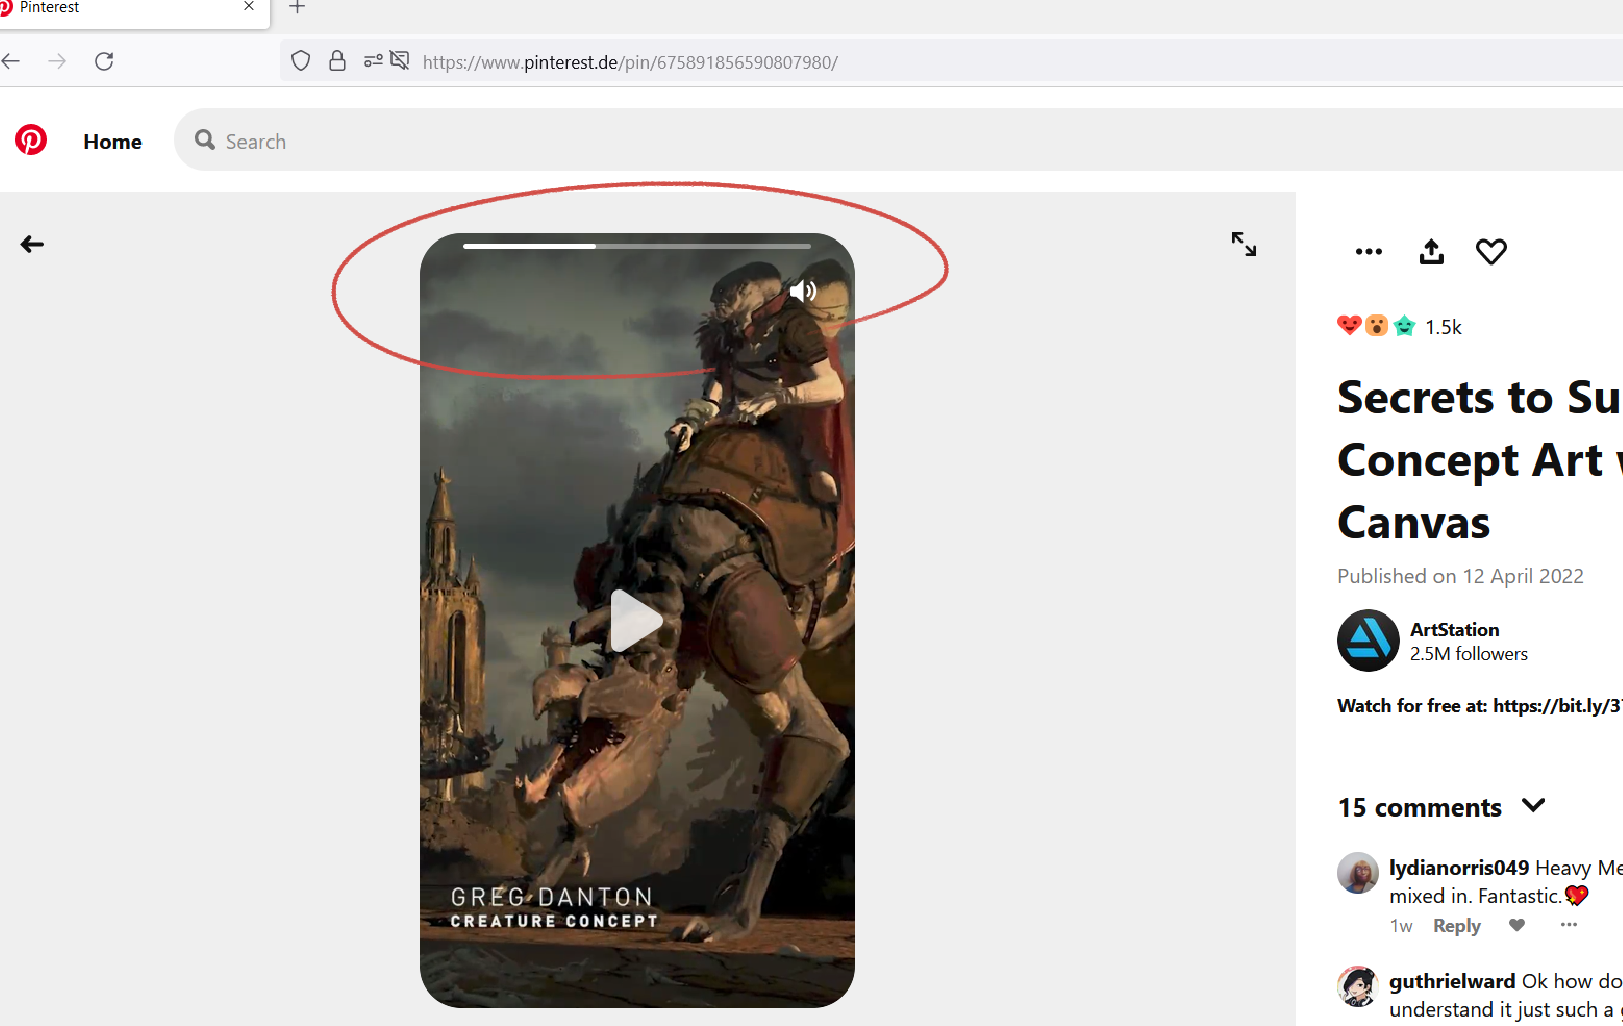 Pinterest
https://www.pinterest.de/pin/675891856590807980/
Home
Search
1.5k
Secrets to Su
Concept Art
Canvas
Published on 12 April 2022
ArtStation
2.5M followers
Watch for free at: https://bit.ly/3
15 comments
lydianorris049 Heavy Me
mixed in. Fantastic.💖
1w Reply
guthrielward Ok how do
understand it just such a
GREG DANTON
CREATURE CONCEPT